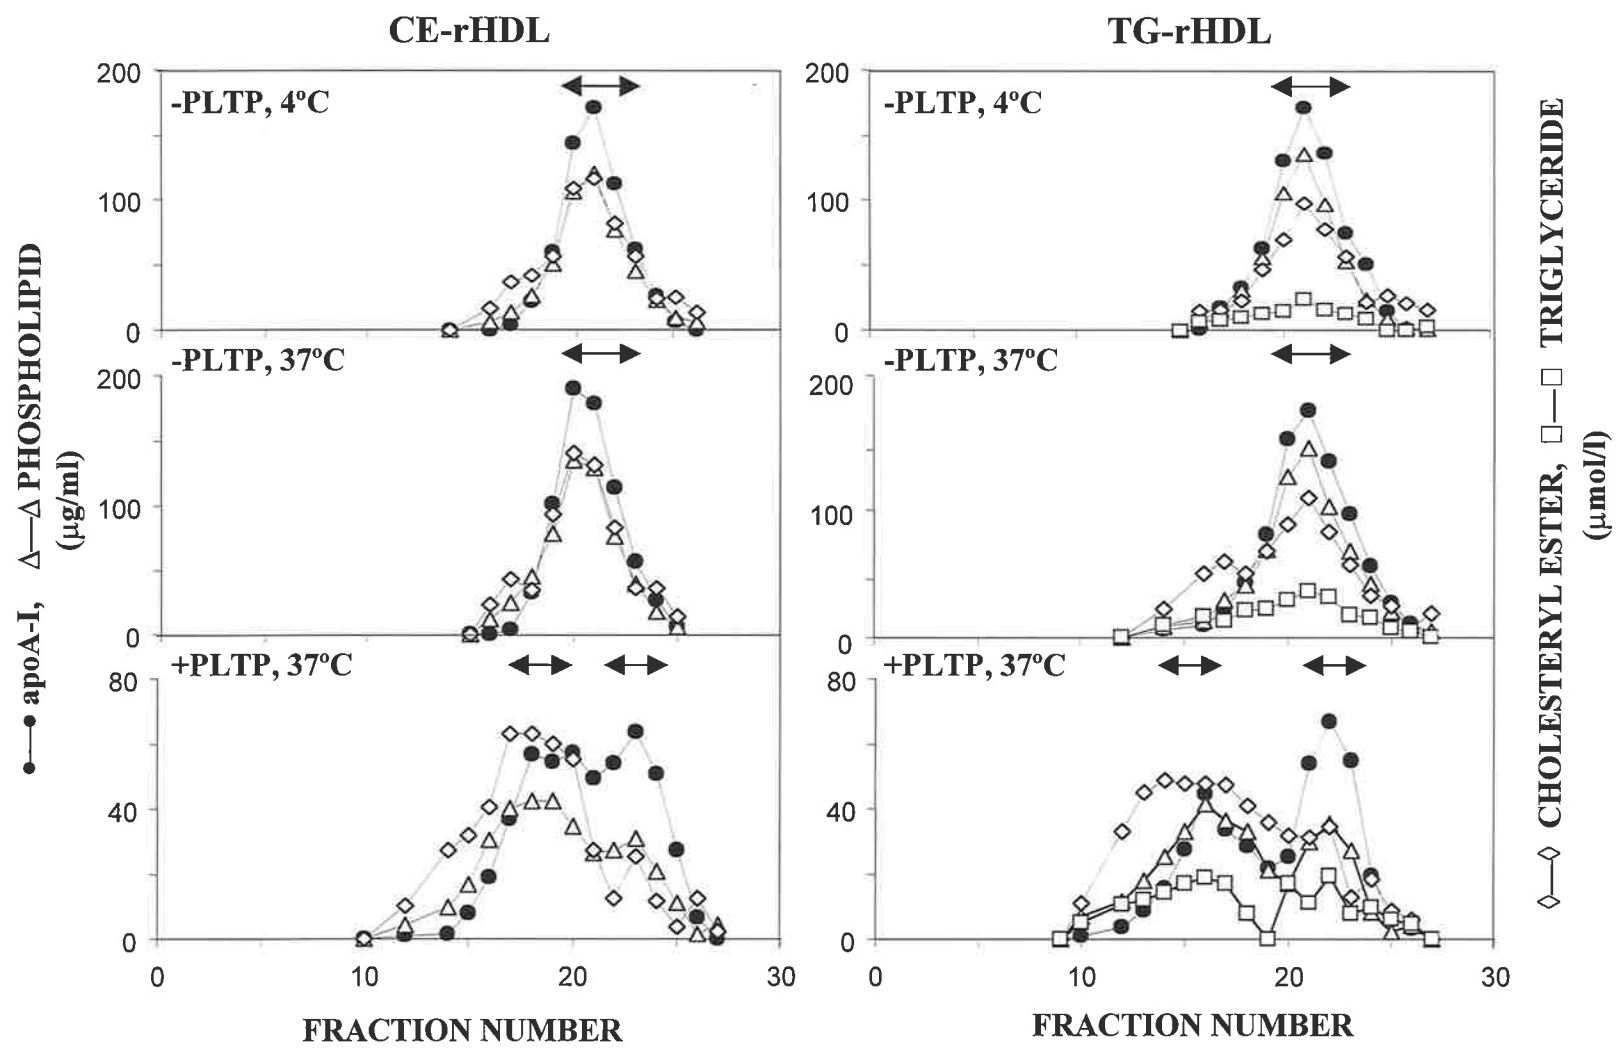 CE-rHDL
TG-rHDL
200
-PLTP, 4ºC
100
0
200
-PLTP, 4ºC
100
0
-PLTP, 37ºC
200
100
0
-PLTP, 37ºC
200
100
0
+PLTP, 37ºC
80
40
0
+PLTP, 37ºC
80
40
0
0 10 20 30
0 10 20 30
FRACTION NUMBER
FRACTION NUMBER
apoA-I, PHOSPHOLIPID
(µg/ml)
CHOLESTERYL ESTER, TRIGLYCERIDE
(µmol/l)